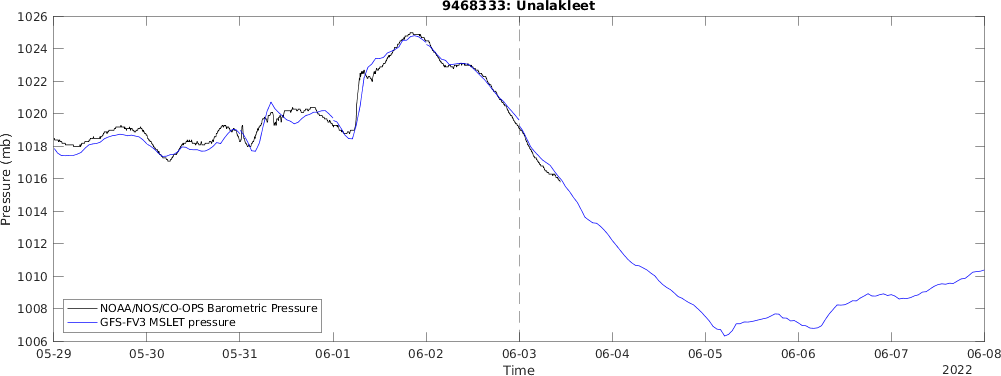 9468333: Unalakleet
1026
1024
1022
1020
1018
1016
1014
1012
1010
1008
1006
Pressure (mb)
NOAA/NOS/CO-OPS Barometric Pressure
GFS-FV3 MSLET pressure
05-29 05-30 05-31 06-01 06-02 06-03 06-04 06-05 06-06 06-07 06-08
Time
2022